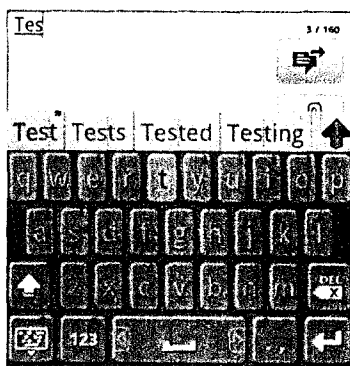 Tes
3 / 160
Test Tests Tested Testing
q w e r t y u i o p
a s d f g h j k l
z x c v b n m DEL
123